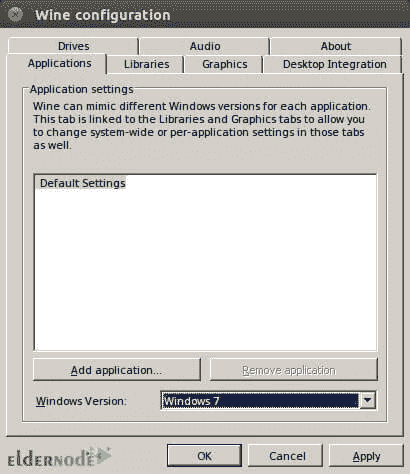 Wine configuration
Drives Audio About
Applications Libraries Graphics Desktop Integration
Application settings
Wine can mimic different Windows versions for each application.
This tab is linked to the Libraries and Graphics tabs to allow you
to change system-wide or per-application settings in those tabs
as well.
Default Settings
Add application... Remove application
Windows Version: Windows 7
ELDERNODE
OK Cancel Apply